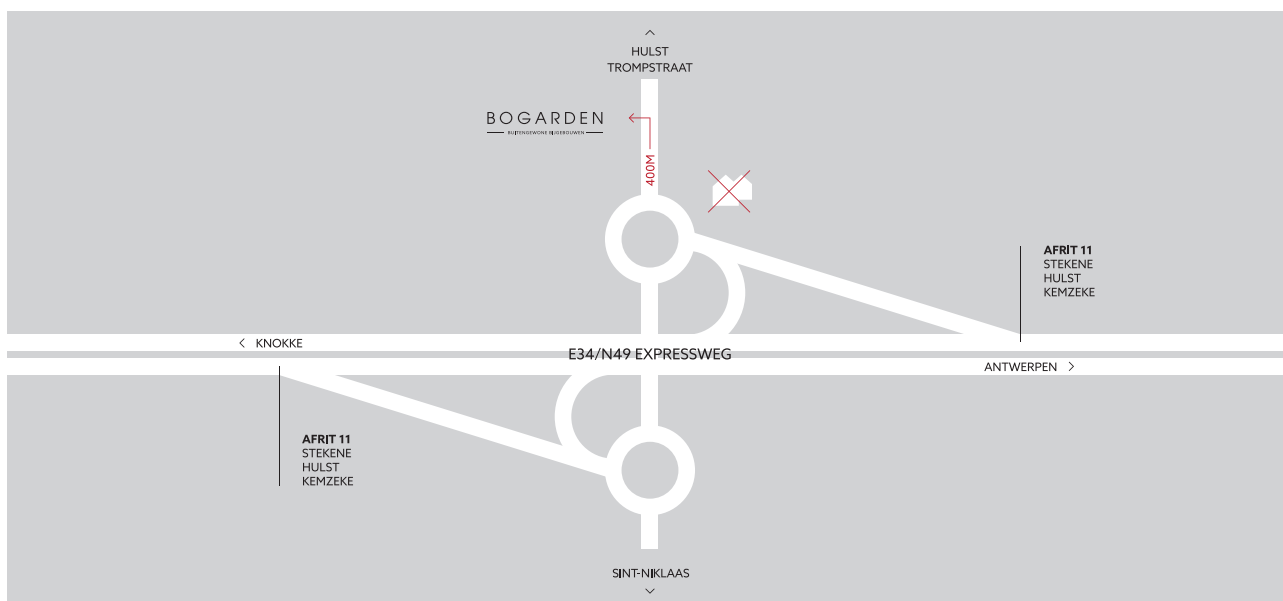 HULST
TROMPSTRAAT
BOGARDEN
BUITENGEWONE BIJGEBOUWEN
400M
AFRIT 11
STEKENE
HULST
KEMZEKE
KNOKKE
E34/N49 EXPRESSWEG
ANTWERPEN
AFRIT 11
STEKENE
HULST
KEMZEKE
SINT-NIKLAAS